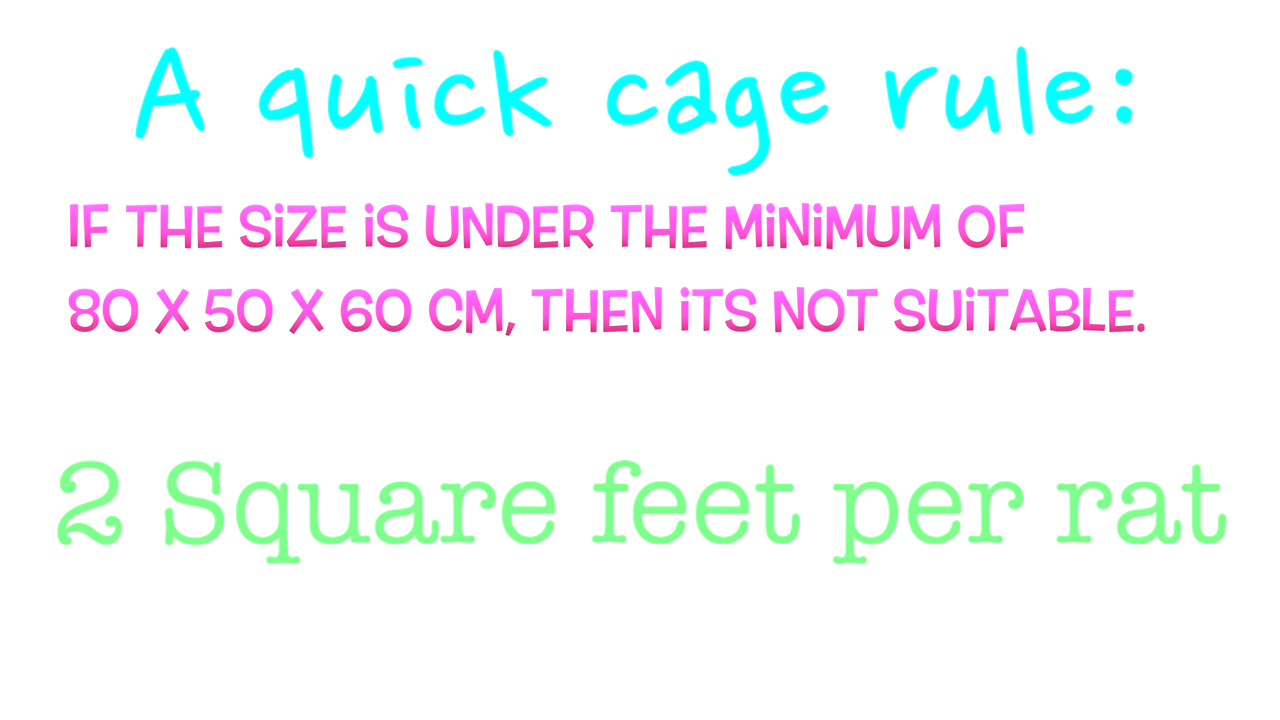 A quick cage rule:
IF THE SiZE iS UNDER THE MiNiMUM OF
80 X 50 X 60 CM, THEN iTS NOT SUiTABLE.
2 Square feet per rat